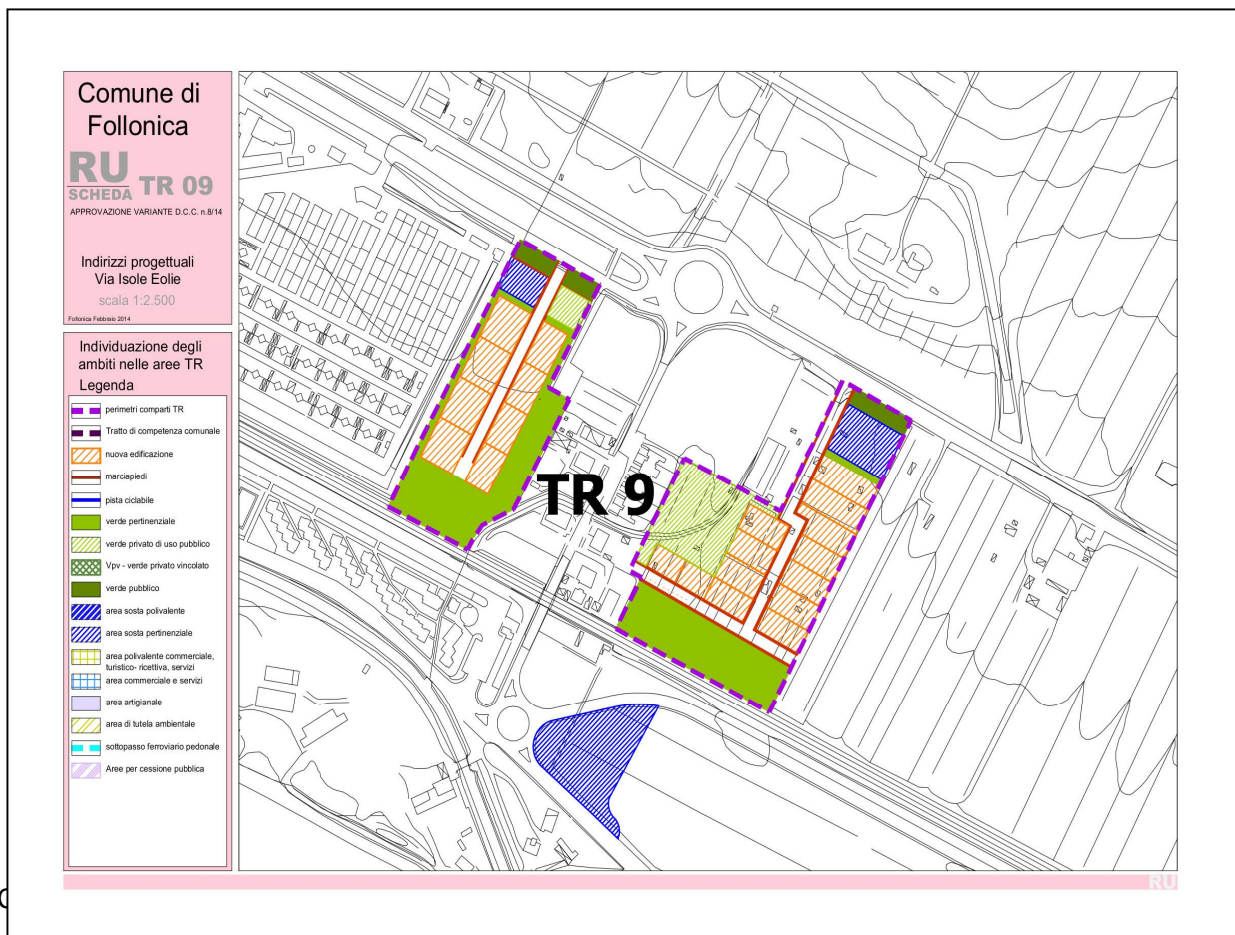 Comune di
Follonica
RU
SCHEDA TR 09
APPROVAZIONE VARIANTE D.C.C. n.8/14
Indirizzi progettuali
Via Isole Eolie
scala 1:2.500
Follonica Febbraio 2014
Individuazione degli
ambiti nelle aree TR
Legenda
perimetri comparti TR
Tratto di competenza comunale
nuova edificazione
marciapiedi
pista ciclabile
verde pertinenziale
verde privato di uso pubblico
Vpv - verde privato vincolato
verde pubblico
area sosta polivalente
area sosta pertinenziale
area polivalente commerciale,
turistico- ricettiva, servizi
area commerciale e servizi
area artigianale
area di tutela ambientale
sottopasso ferroviario pedonale
Aree per cessione pubblica
TR 9
RU